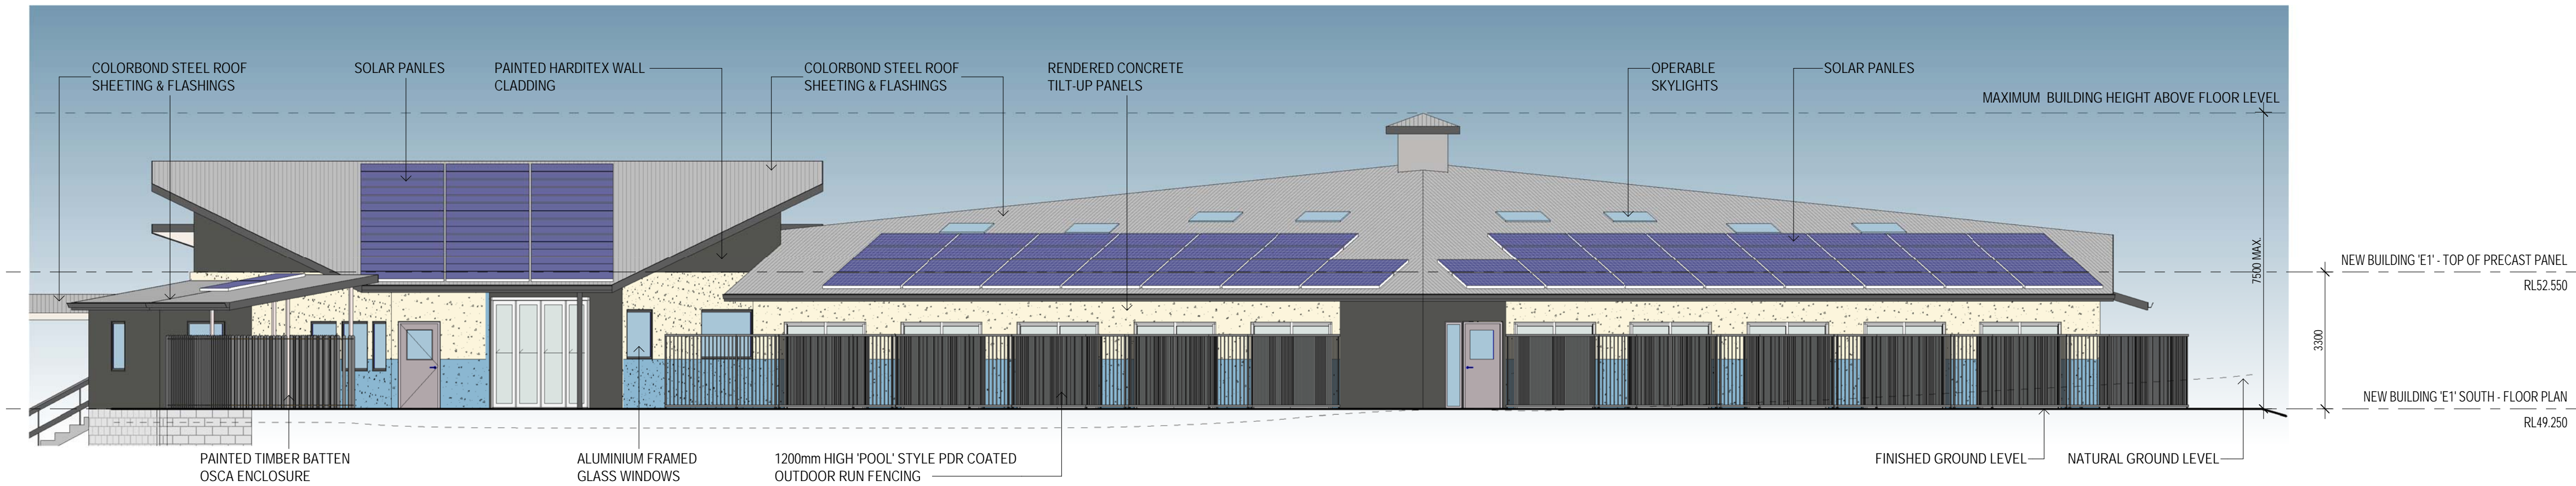 COLORBOND STEEL ROOF
SHEETING & FLASHINGS
SOLAR PANLES
PAINTED HARDITEX WALL
CLADDING
COLORBOND STEEL ROOF
SHEETING & FLASHINGS
RENDERED CONCRETE
TILT-UP PANELS
OPERABLE
SKYLIGHTS
SOLAR PANLES
MAXIMUM BUILDING HEIGHT ABOVE FLOOR LEVEL
7500 MAX.
NEW BUILDING 'E1' - TOP OF PRECAST PANEL
RL52.550
3300
NEW BUILDING 'E1' SOUTH - FLOOR PLAN
RL49.250
PAINTED TIMBER BATTEN
OSCA ENCLOSURE
ALUMINIUM FRAMED
GLASS WINDOWS
1200mm HIGH 'POOL' STYLE PDR COATED
OUTDOOR RUN FENCING
FINISHED GROUND LEVEL
NATURAL GROUND LEVEL